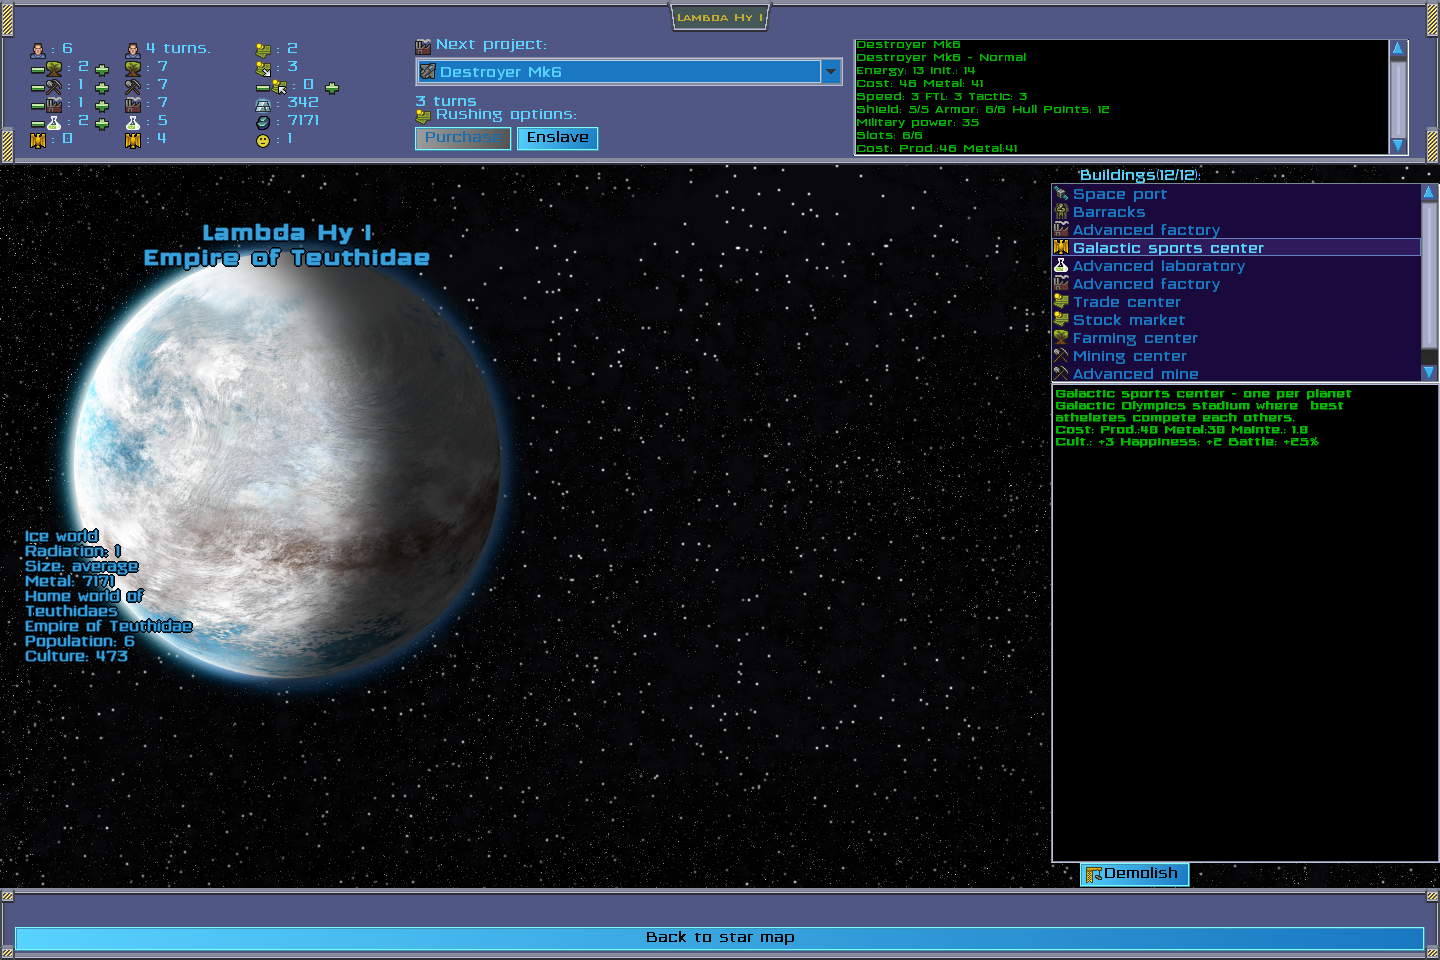 Lambda Hy I
: 6
: 4 turns.
: 2
: 2
: 7
: 3
: 1
: 7
: 0
: 1
: 7
: 342
: 2
: 5
: 7171
: 0
: 4
: 1
Next project:
Destroyer Mk6
3 turns
Rushing options:
Purchase
Enslave
Destroyer Mk6
Destroyer Mk6 - Normal
Energy: 13 Init.: 14
Cost: 46 Metal: 41
Speed: 3 FTL: 3 Tactic: 3
Shield: 5/5 Armor: 6/6 Hull Points: 12
Military power: 35
Slots: 6/6
Cost: Prod.:46 Metal:41
Lambda Hy I
Empire of Teuthidae
Ice world
Radiation: 1
Size: average
Metal: 7171
Home world of
Teuthidaes
Empire of Teuthidae
Population: 6
Culture: 473
Buildings(12/12):
Space port
Barracks
Advanced factory
Galactic sports center
Advanced laboratory
Advanced factory
Trade center
Stock market
Farming center
Mining center
Advanced mine
Galactic sports center - one per planet
Galactic Olympics stadium where  best
atheletes compete each others.
Cost: Prod.:40 Metal:30 Mainte.: 1.0
Cult.: +3 Happiness: +2 Battle: +25%
Demolish
Back to star map